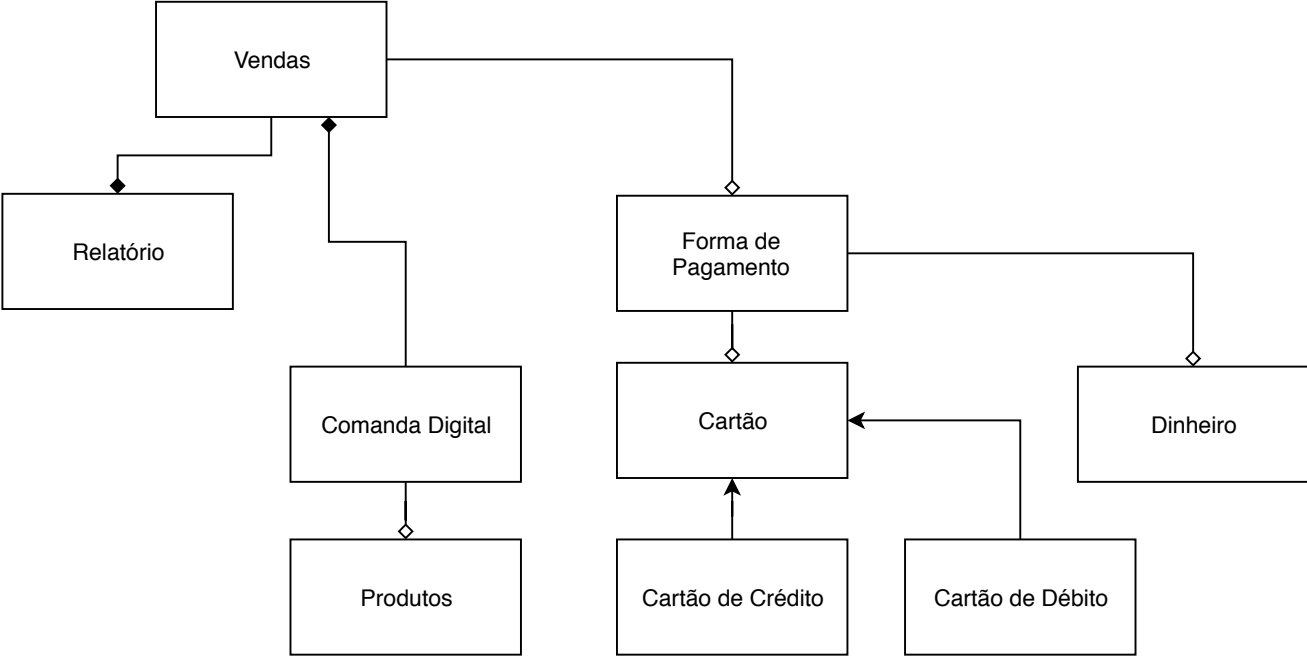 Vendas
Relatório
Forma de
Pagamento
Comanda Digital
Cartão
Dinheiro
Produtos
Cartão de Crédito
Cartão de Débito